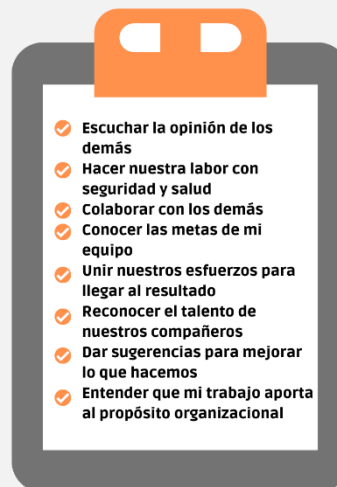 Escuchar la opinión de los
demás
Hacer nuestra labor con
seguridad y salud
Colaborar con los demás
Conocer las metas de mi
equipo
Unir nuestros esfuerzos para
llegar al resultado
Reconocer el talento de
nuestros compañeros
Dar sugerencias para mejorar
lo que hacemos
Entender que mi trabajo aporta
al propósito organizacional